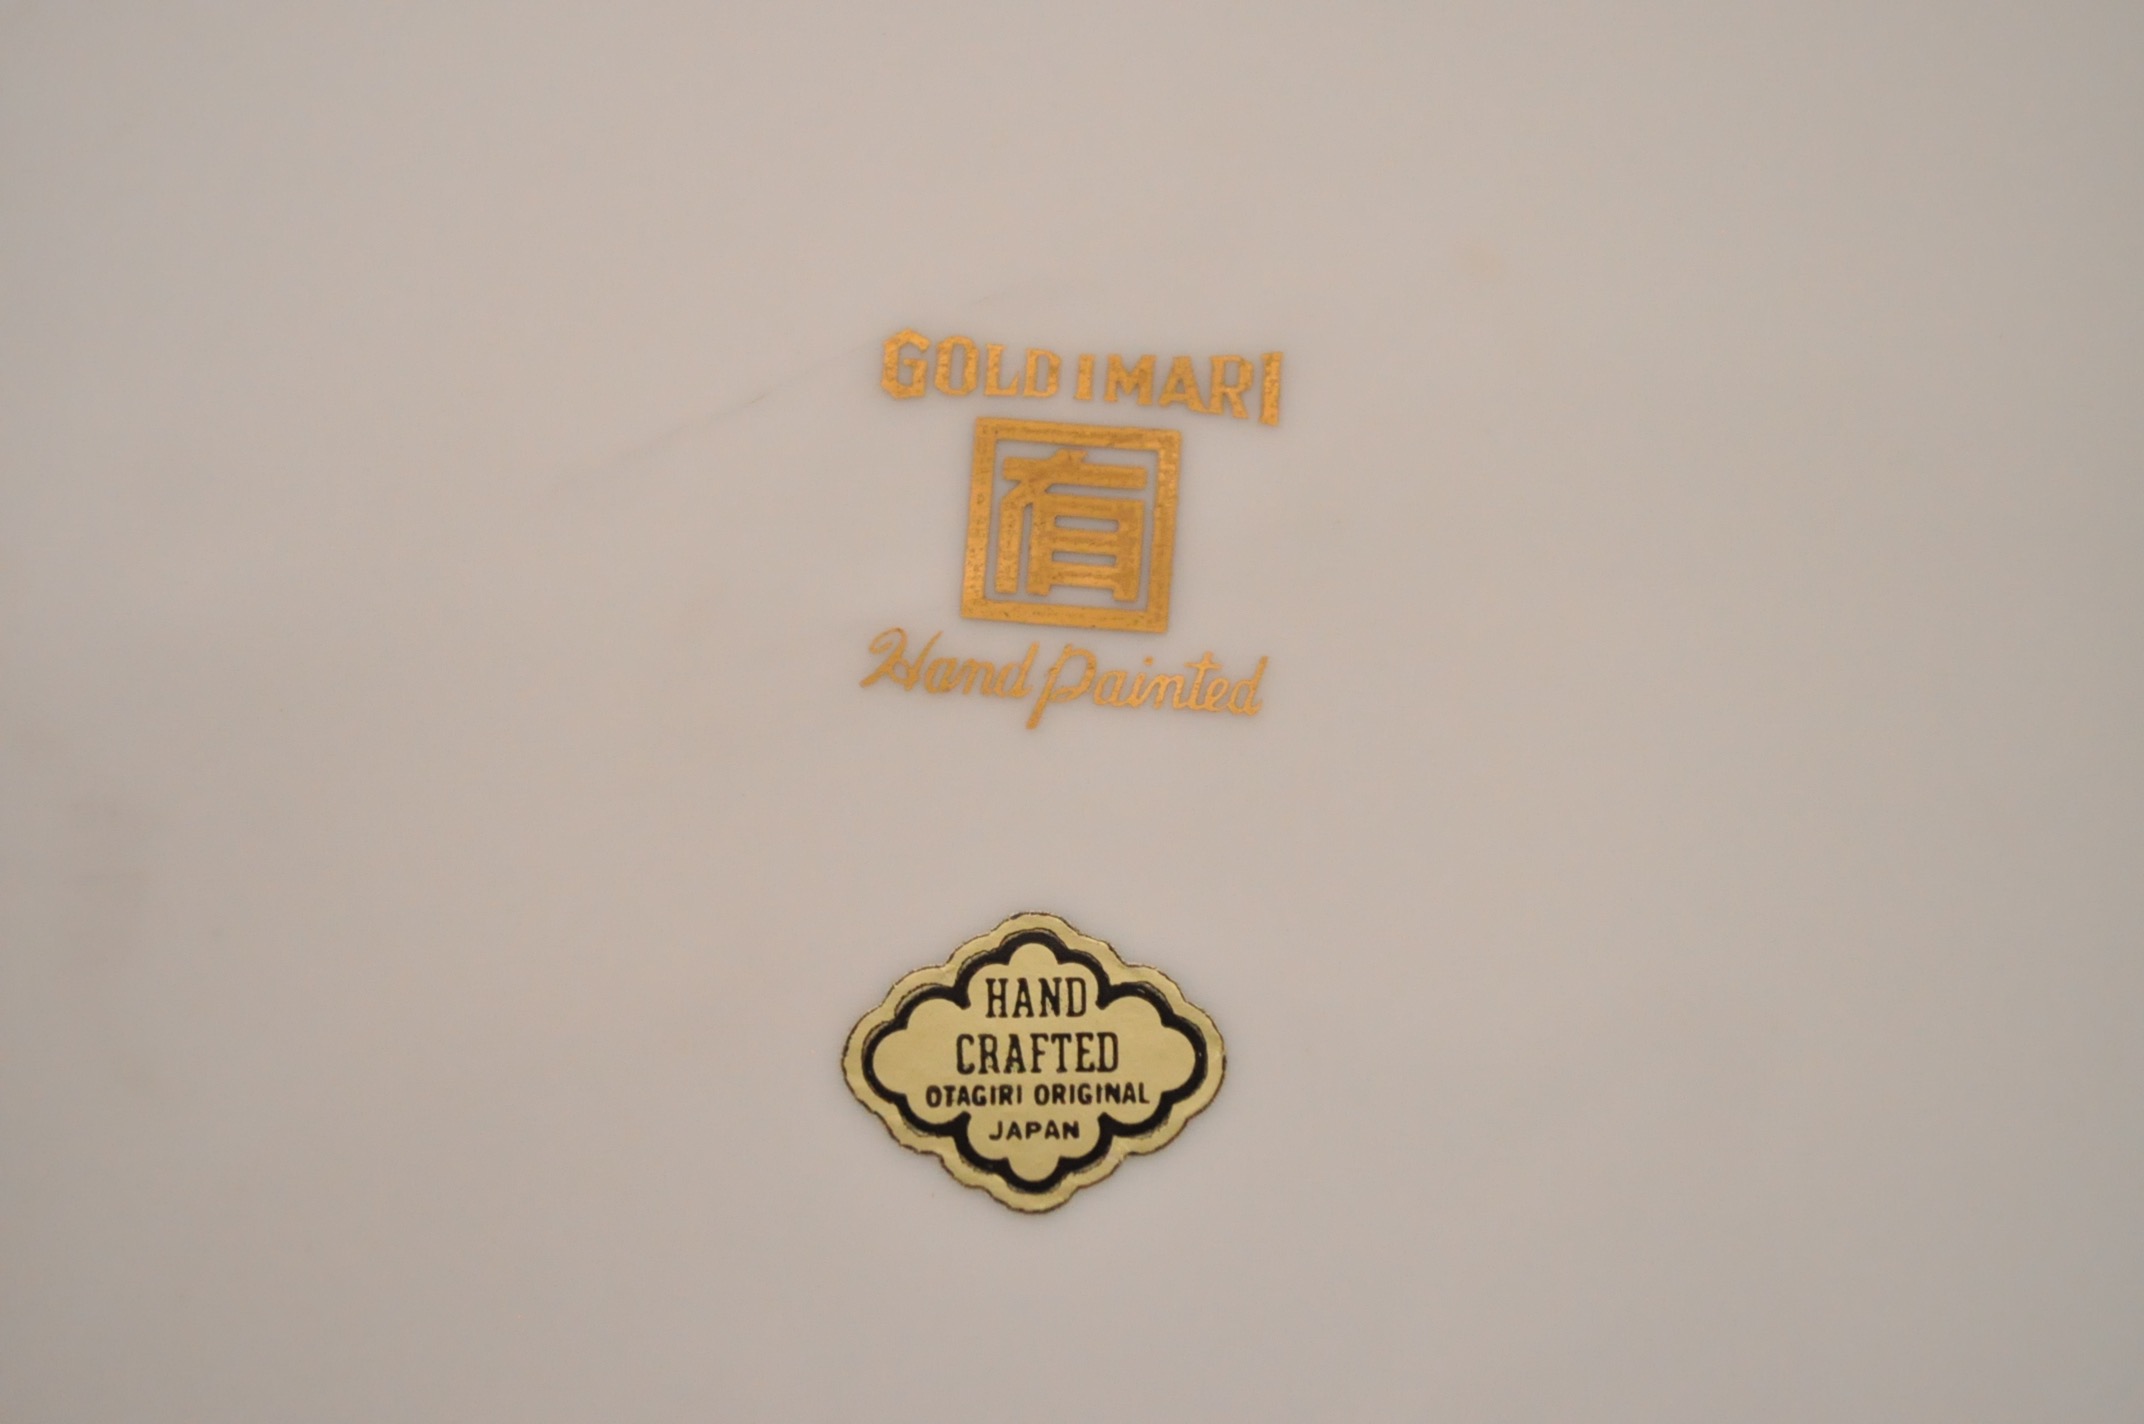 GOLD IMARI
有
Hand Painted
HAND
CRAFTED
OTAGIRI ORIGINAL
JAPAN